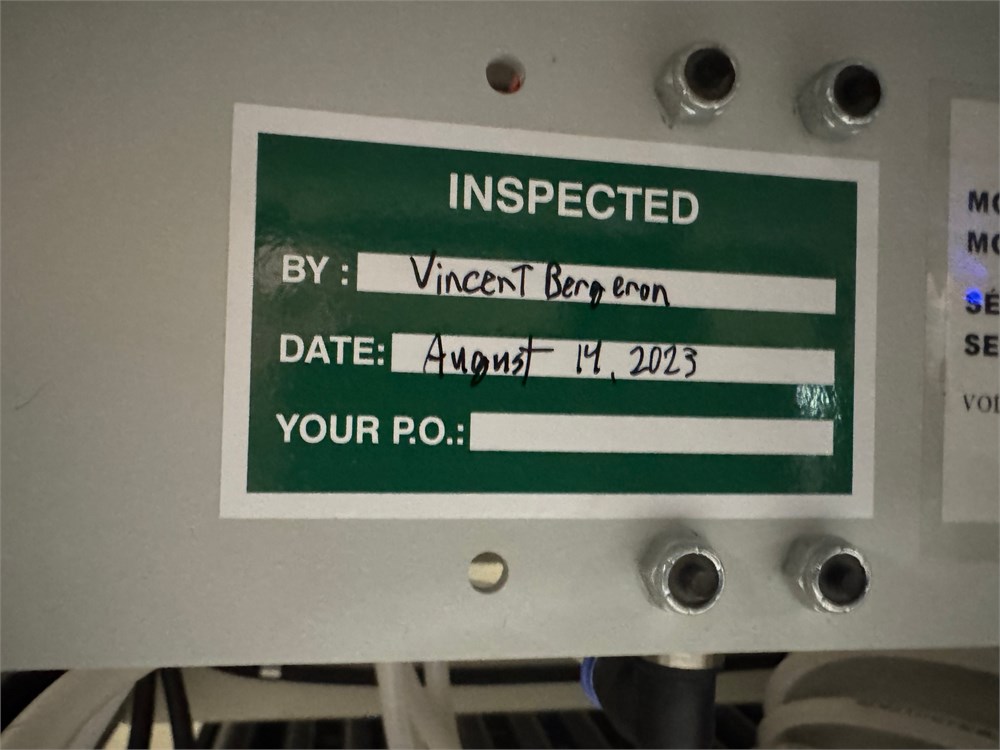 INSPECTED
BY : Vincent Bergeron
DATE: August 14, 2023
YOUR P.O.: